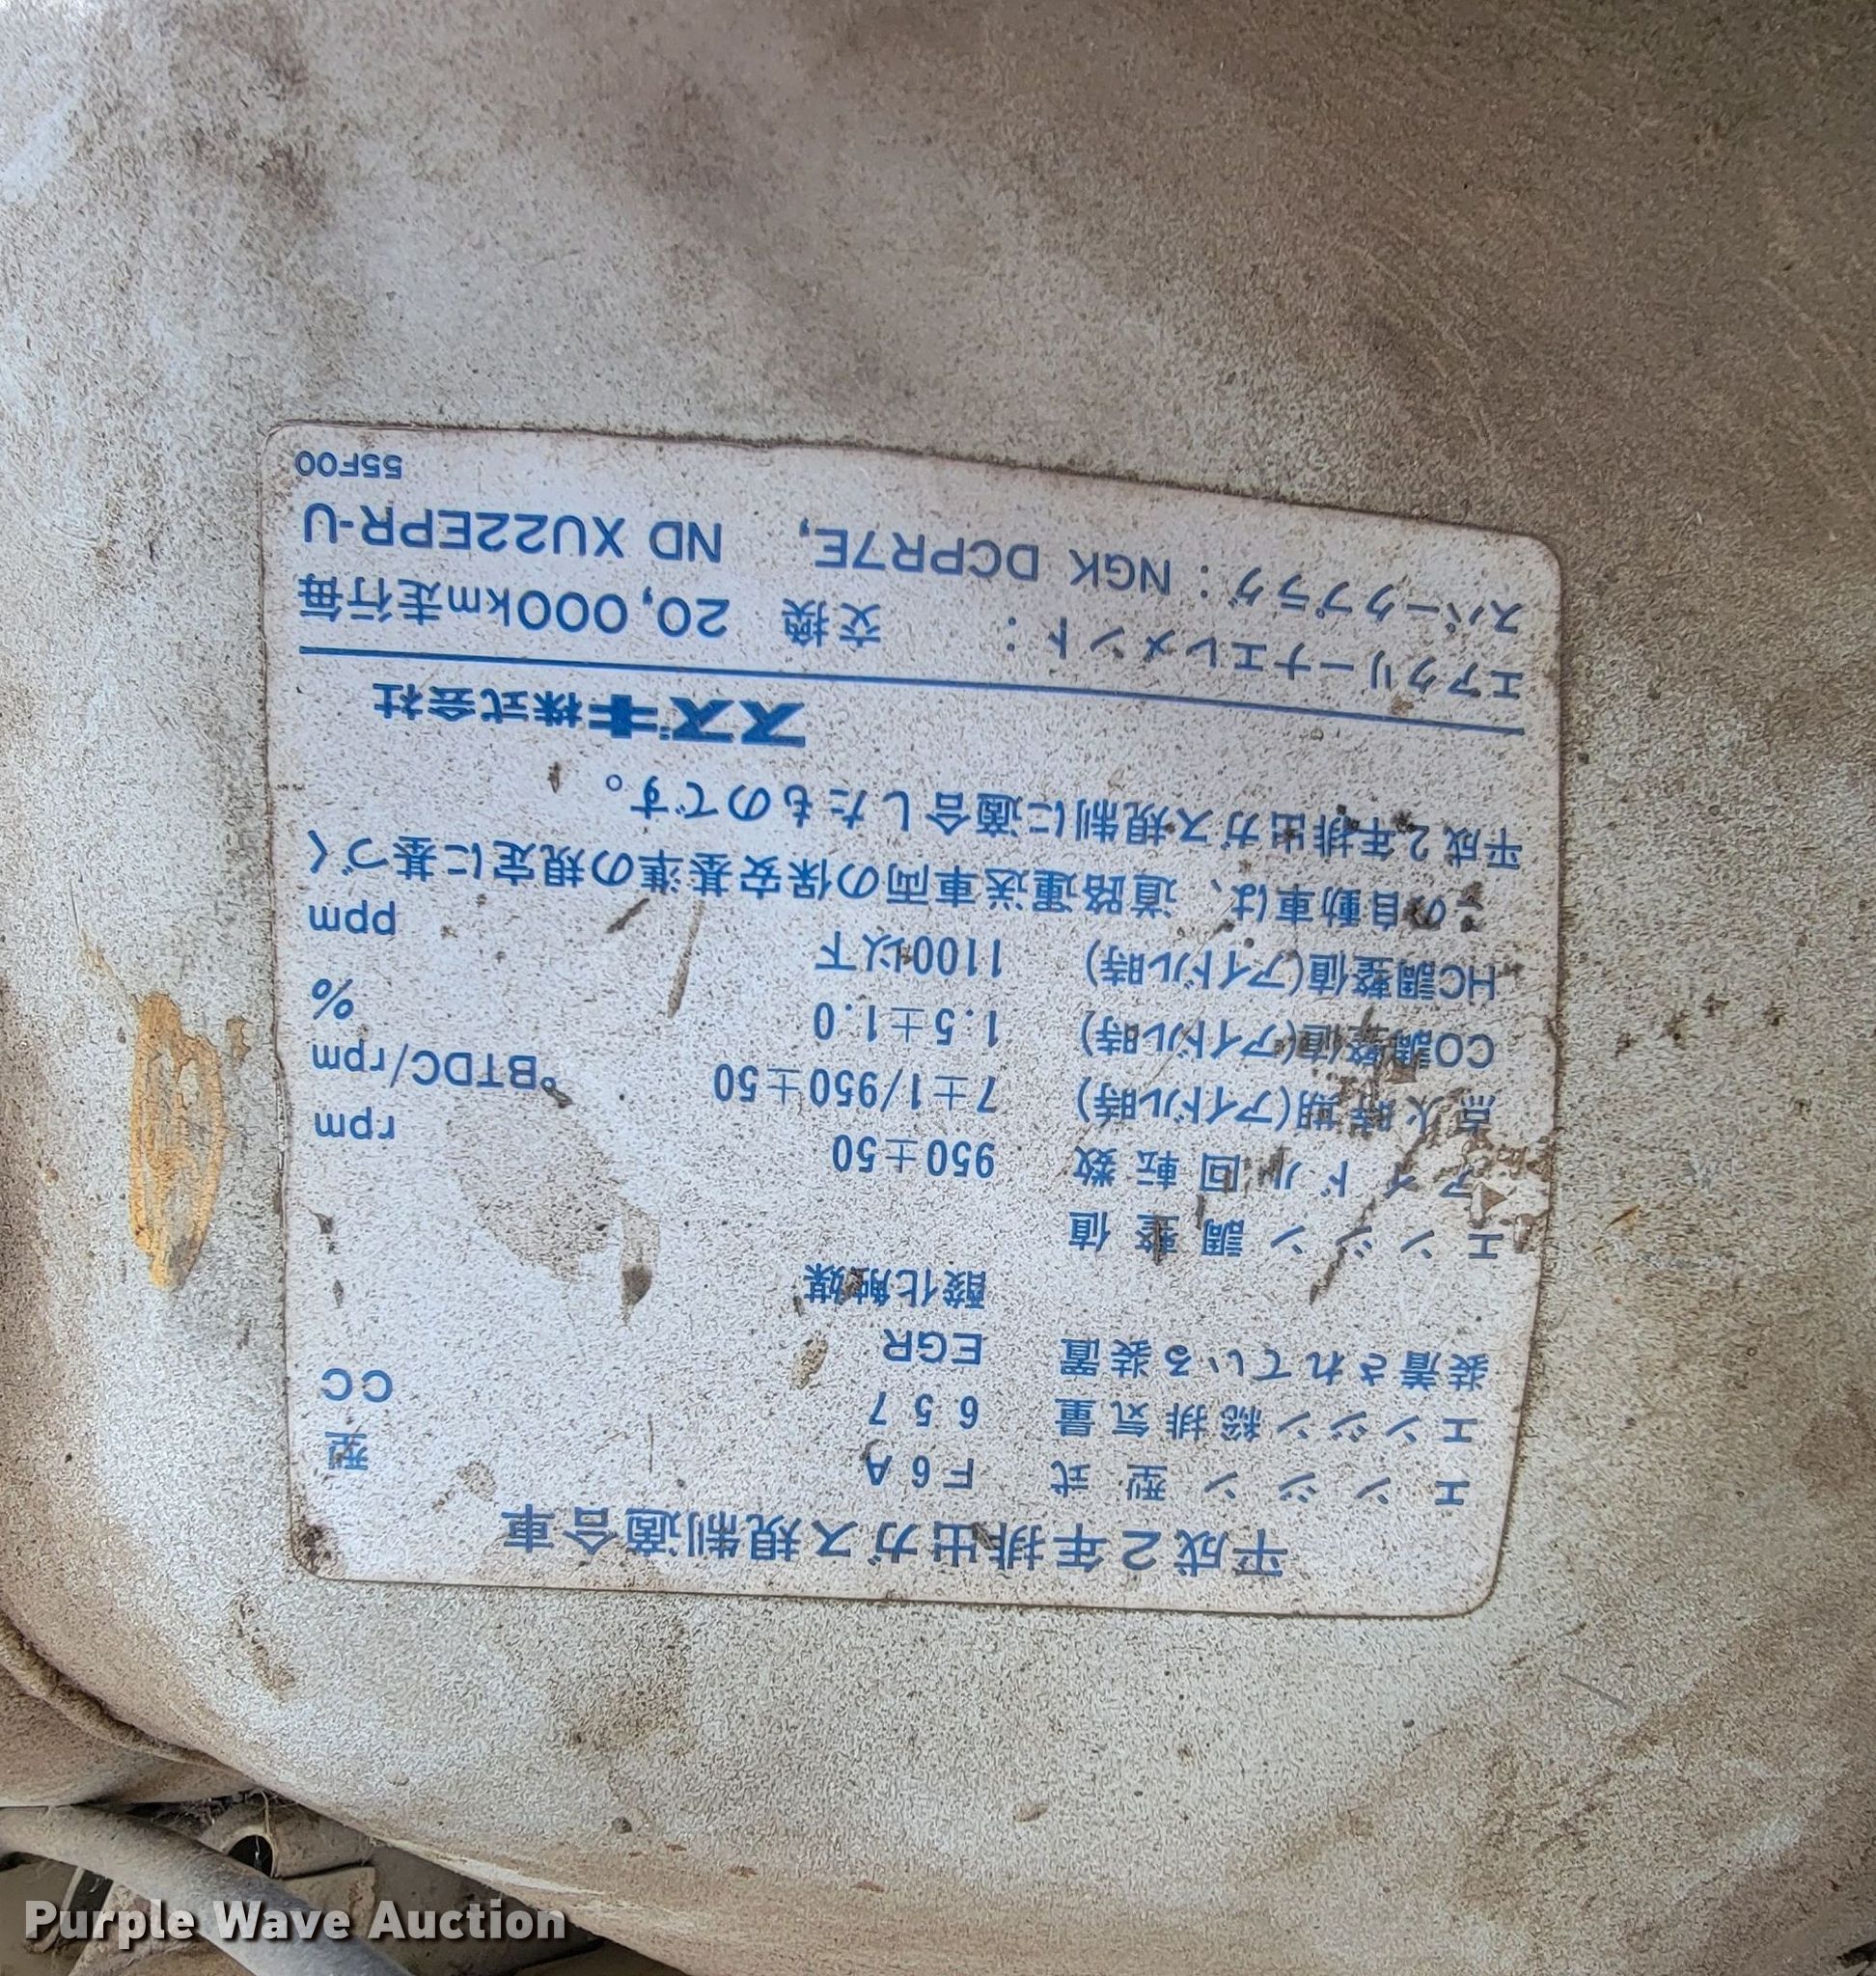 平成2年排出ガス規制適合車
エンジン型式 F6A 型
エンジン総排気量 657 CC
装着されている装置 EGR
酸化触媒
エンジン調整値
アイドル回転数 950±50 rpm
点火時期(アイドル時) 7±1/950±50 °BTDC/rpm
CO調整値(アイドル時) 1.5±1.0 %
HC調整値(アイドル時) 1100以下 ppm
この自動車は、道路運送車両の保安基準の規定に基づく
平成2年排出ガス規制に適合したものです。
スズキ株式会社
エアクリーナエレメント: 交換 20,000km走行毎
スパークプラグ: NGK DCPR7E, ND XU22EPR-U
55F00
Purple Wave Auction